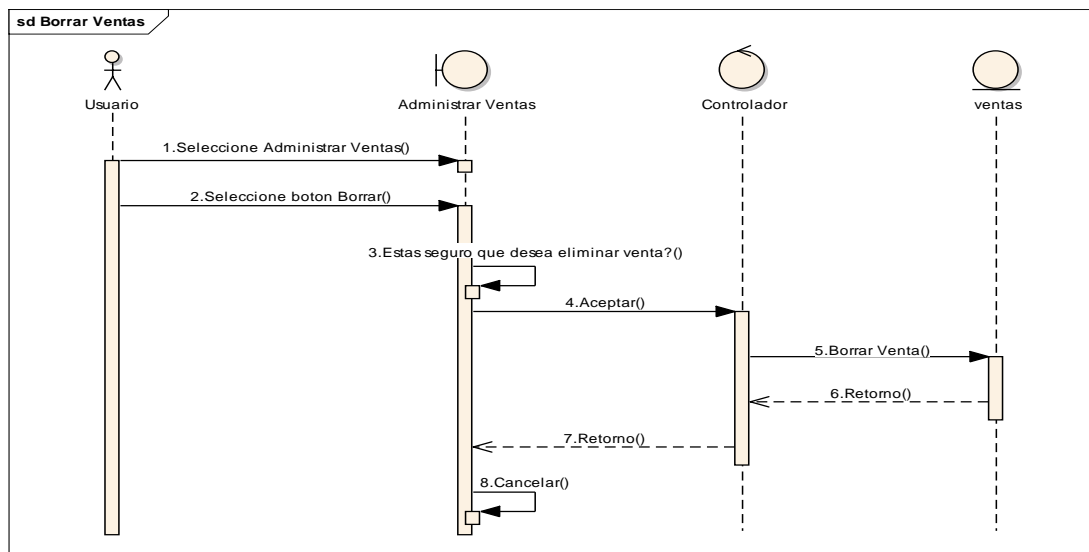 sd Borrar Ventas
Usuario
Administrar Ventas
Controlador
ventas
1.Seleccione Administrar Ventas()
2.Seleccione boton Borrar()
3.Estas seguro que desea eliminar venta?()
4.Aceptar()
5.Borrar Venta()
6.Retorno()
7.Retorno()
8.Cancelar()